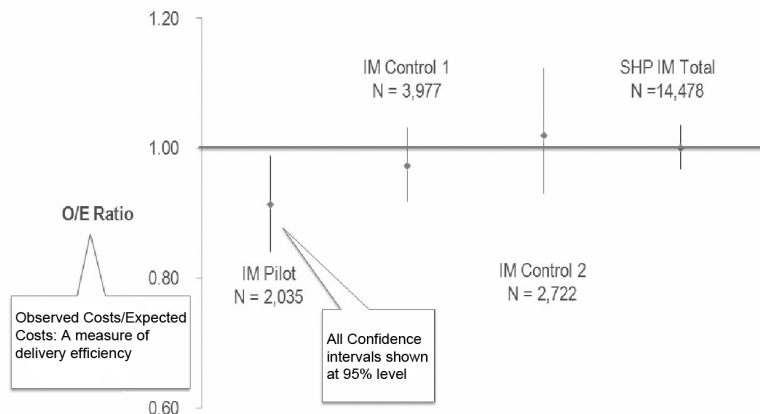 1.20
IM Control 1
N = 3,977
SHP IM Total
N =14,478
1.00
O/E Ratio
IM Pilot
N = 2,035
IM Control 2
N = 2,722
0.80
Observed Costs/Expected
Costs: A measure of
delivery efficiency
All Confidence
intervals shown
at 95% level
0.60